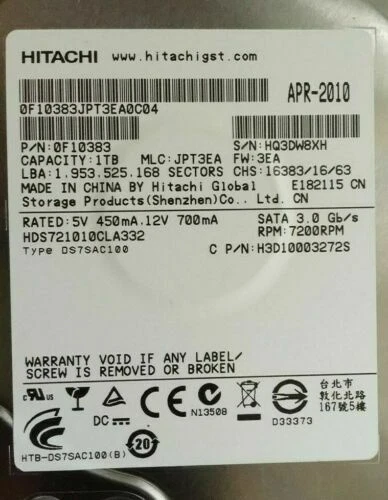 HITACHI www.hitachigst.com
APR-2010
0F10383JPT3EA0C04
P/N:0F10383 S/N:HQ3DW8XH
CAPACITY:1TB MLC:JPT3EA FW:3EA
LBA:1.953.525.168 SECTORS CHS:16383/16/63
MADE IN CHINA BY Hitachi Global E182115 CN
Storage Products(Shenzhen)Co.. Ltd. CN
RATED:5V 450mA.12V 700mA SATA 3.0 Gb/s
HDS721010CLA332 RPM:7200RPM
Type DS7SAC100 C P/N:H3D10003272S
WARRANTY VOID IF ANY LABEL/
SCREW IS REMOVED OR BROKEN
c RU us
DC
CE
N13508
D33373
台北市
敦化北路
167號5樓
20
HTB-DS7SAC100(B)